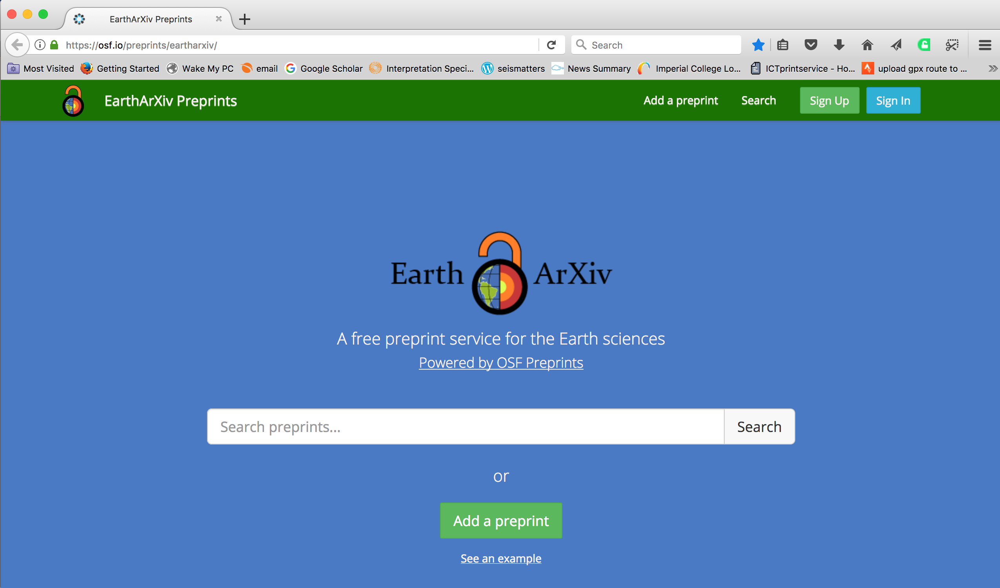 EarthArXiv Preprints
https://osf.io/preprints/eartharxiv/
Search
Most Visited Getting Started Wake My PC email Google Scholar Interpretation Speci... seismatters News Summary Imperial College Lo... ICTprintservice - Ho... upload gpx route to ...
EarthArXiv Preprints Add a preprint Search Sign Up Sign In
Earth ArXiv
A free preprint service for the Earth sciences
Powered by OSF Preprints
Search preprints... Search
or
Add a preprint
See an example